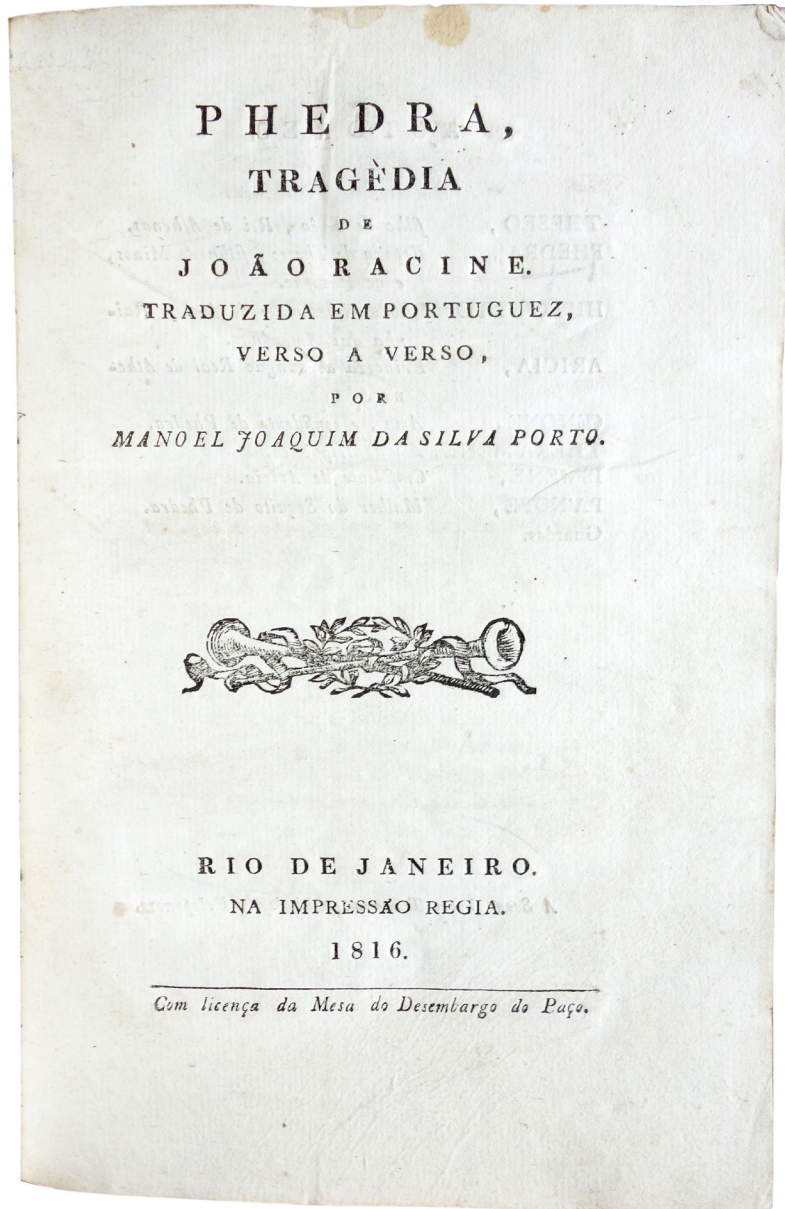 PHEDRA,
TRAGÈDIA
DE
JOÃO RACINE.
TRADUZIDA EM PORTUGUEZ,
VERSO A VERSO,
POR
MANOEL JOAQUIM DA SILVA PORTO.
RIO DE JANEIRO.
NA IMPRESSÃO REGIA.
1816.
Com licença da Mesa do Desembargo do Paço.